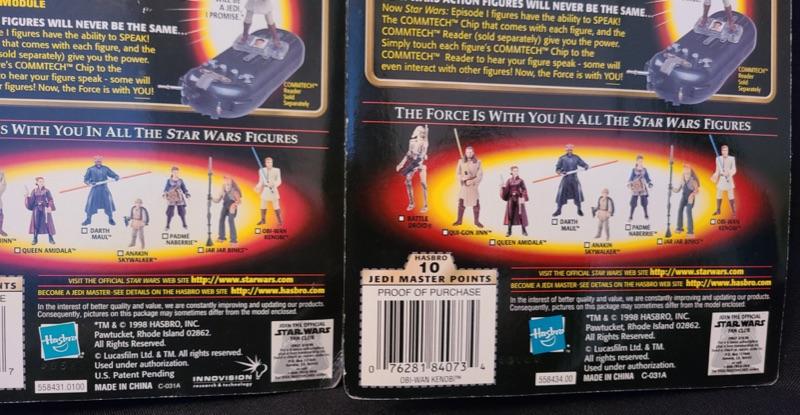 MODULE
FIGURES WILL NEVER BE THE SAME...
I figures have the ability to SPEAK!
that comes with each figure, and the
sold separately) give you the power.
re's COMMTECH™ Chip to the
to hear your figure speak - some will
figures! Now, the Force is with YOU!
BE
A JEDI,
I PROMISE.
COMMTECH™
Reader
Sold
Separately
S WITH YOU IN ALL THE STAR WARS FIGURES
INN™
QUEEN AMIDALA™
DARTH MAUL™
ANAKIN SKYWALKER™
PADMÉ NABERRIE™
JAR JAR BINKS™
OBI-WAN KENOBI™
VISIT THE OFFICIAL STAR WARS WEB SITE http://www.starwars.com
BECOME A JEDI MASTER-SEE DETAILS ON THE HASBRO WEB SITE http://www.hasbro.com
In the interest of better quality and value, we are constantly improving and updating our products.
Consequently, pictures on this package may sometimes differ from the model enclosed.
Hasbro
®*TM & © 1998 HASBRO, INC.
Pawtucket, Rhode Island 02862.
All Rights Reserved.
© Lucasfilm Ltd. & TM. All rights reserved.
Used under authorization.
U.S. Patent Pending
558431.0100 MADE IN CHINA C-031A
INNOVISION
research & technology
JOIN THE OFFICIAL
STAR WARS
FAN CLUB
TS
E
7
ACTION FIGURES WILL NEVER BE THE SAME...
Now Star Wars: Episode I figures have the ability to SPEAK!
The COMMTECH™ Chip that comes with each figure, and the
COMMTECH™ Reader (sold separately) give you the power.
Simply touch each figure's COMMTECH™ Chip to the
COMMTECH™ Reader to hear your figure speak - some will
even interact with other figures! Now, the Force is with YOU!
COMMTECH™
Reader
Sold
Separately
THE FORCE IS WITH YOU IN ALL THE STAR WARS FIGURES
BATTLE DROID®
QUI-GON JINN™
QUEEN AMIDALA™
DARTH MAUL™
ANAKIN SKYWALKER™
PADMÉ NABERRIE™
JAR JAR BINKS™
OBI-WAN KENOBI™
HASBRO
10
JEDI MASTER POINTS
PROOF OF PURCHASE
0 76281 84073 4
OBI-WAN KENOBI™
VISIT THE OFFICIAL STAR WARS WEB SITE http://www.starwars.com
BECOME A JEDI MASTER-SEE DETAILS ON THE HASBRO WEB SITE http://www.hasbro.com
In the interest of better quality and value, we are constantly improving and updating our products.
Consequently, pictures on this package may sometimes differ from the model enclosed.
Hasbro
®*TM & © 1998 HASBRO, INC.
Pawtucket, Rhode Island 02862.
All Rights Reserved.
© Lucasfilm Ltd. & TM. All rights reserved.
Used under authorization.
558434.00 MADE IN CHINA C-031A
JOIN THE OFFICIAL
STAR WARS
FAN CLUB